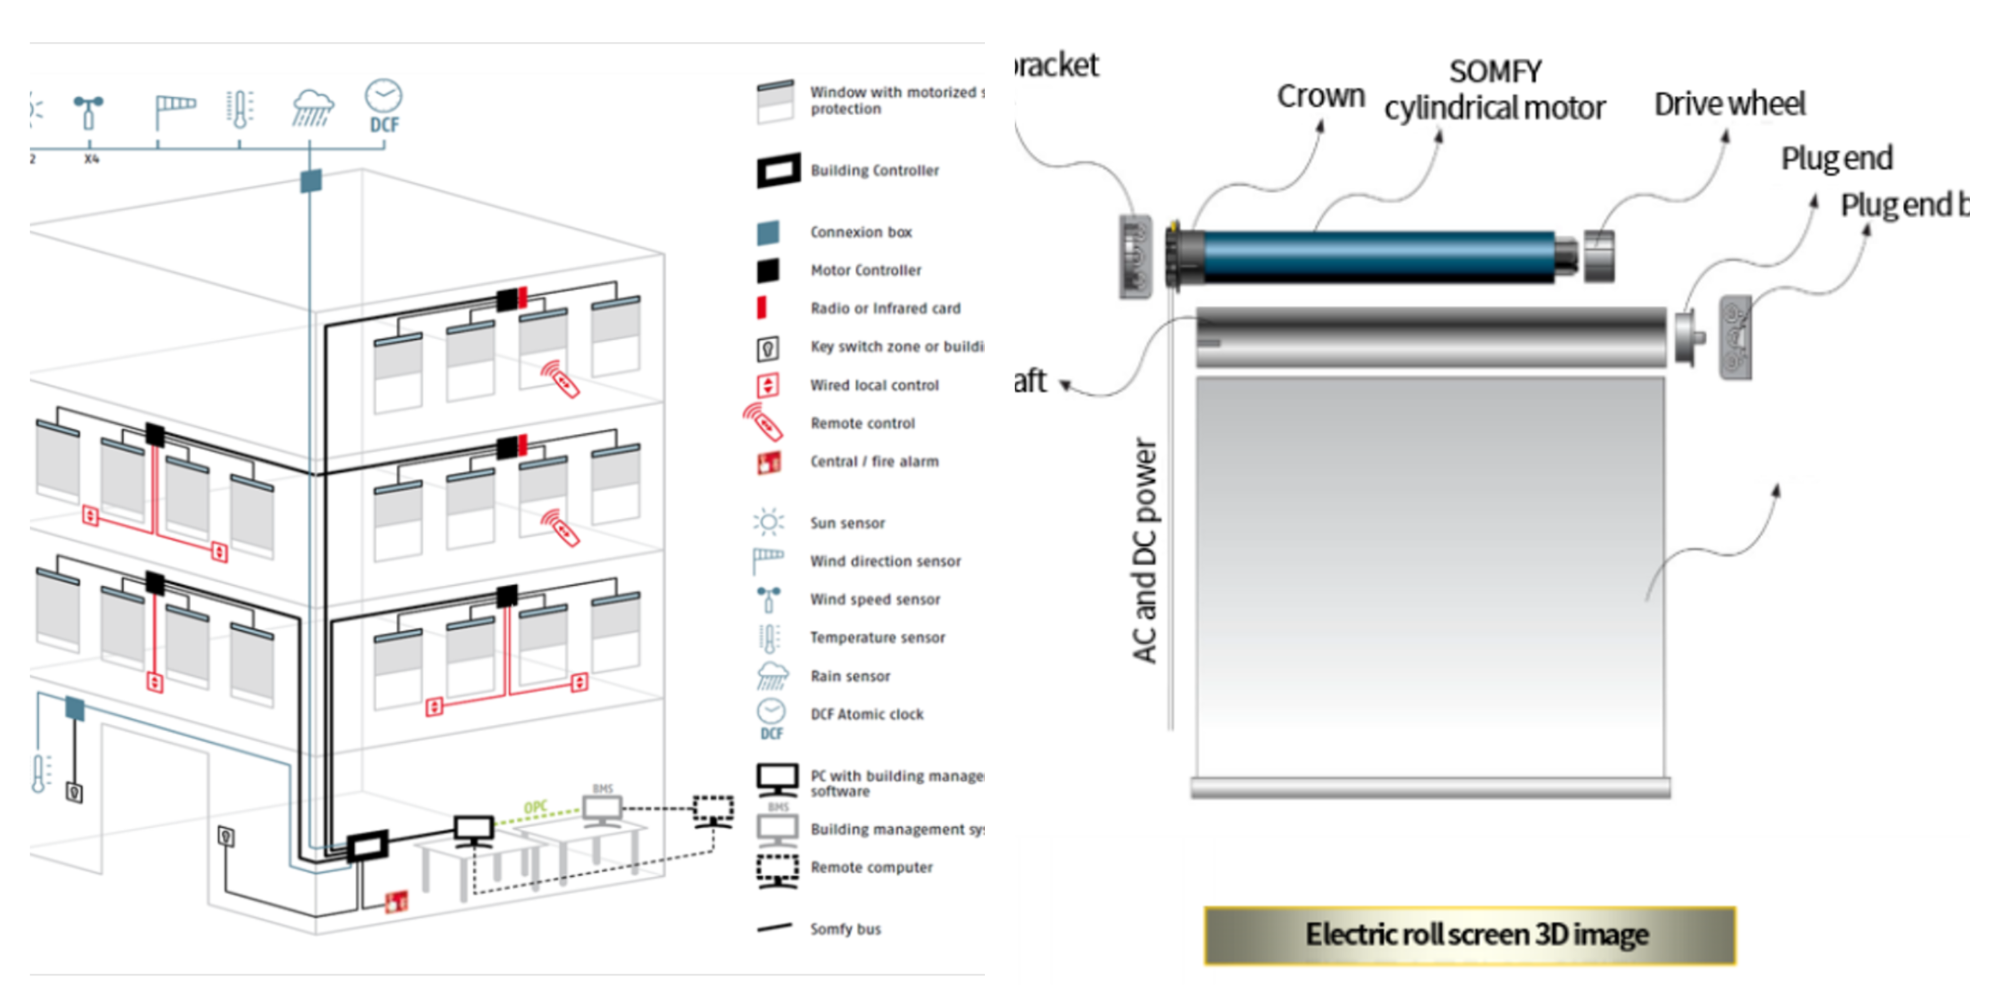 2
X4
DCF
Window with motorized s
protection
Building Controller
Connexion box
Motor Controller
Radio or Infrared card
Key switch zone or buildi
Wired local control
Remote control
Central / fire alarm
Sun sensor
Wind direction sensor
Wind speed sensor
Temperature sensor
Rain sensor
DCF Atomic clock
DCF
PC with building manage
software
BMS
Building management sy
Remote computer
Somfy bus
OPC
BMS
bracket
Crown
SOMFY
cylindrical motor
Drive wheel
Plug end
Plug end b
aft
AC and DC power
Electric roll screen 3D image